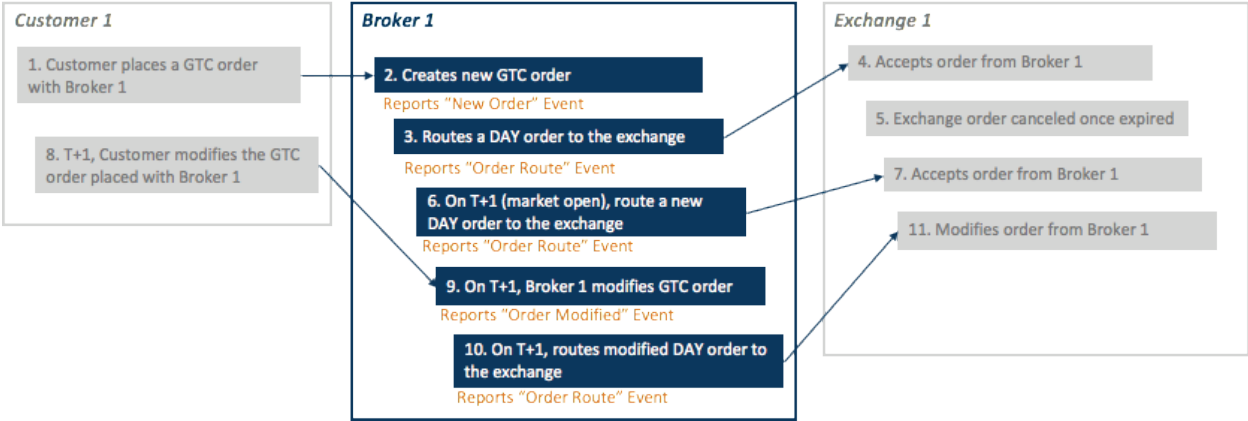 Customer 1
1. Customer places a GTC order
with Broker 1
8. T+1, Customer modifies the GTC
order placed with Broker 1
Broker 1
2. Creates new GTC order
Reports "New Order" Event
3. Routes a DAY order to the exchange
Reports "Order Route" Event
6. On T+1 (market open), route a new
DAY order to the exchange
Reports "Order Route" Event
9. On T+1, Broker 1 modifies GTC order
Reports "Order Modified" Event
10. On T+1, routes modified DAY order to
the exchange
Reports "Order Route" Event
Exchange 1
4. Accepts order from Broker 1
5. Exchange order canceled once expired
7. Accepts order from Broker 1
11. Modifies order from Broker 1